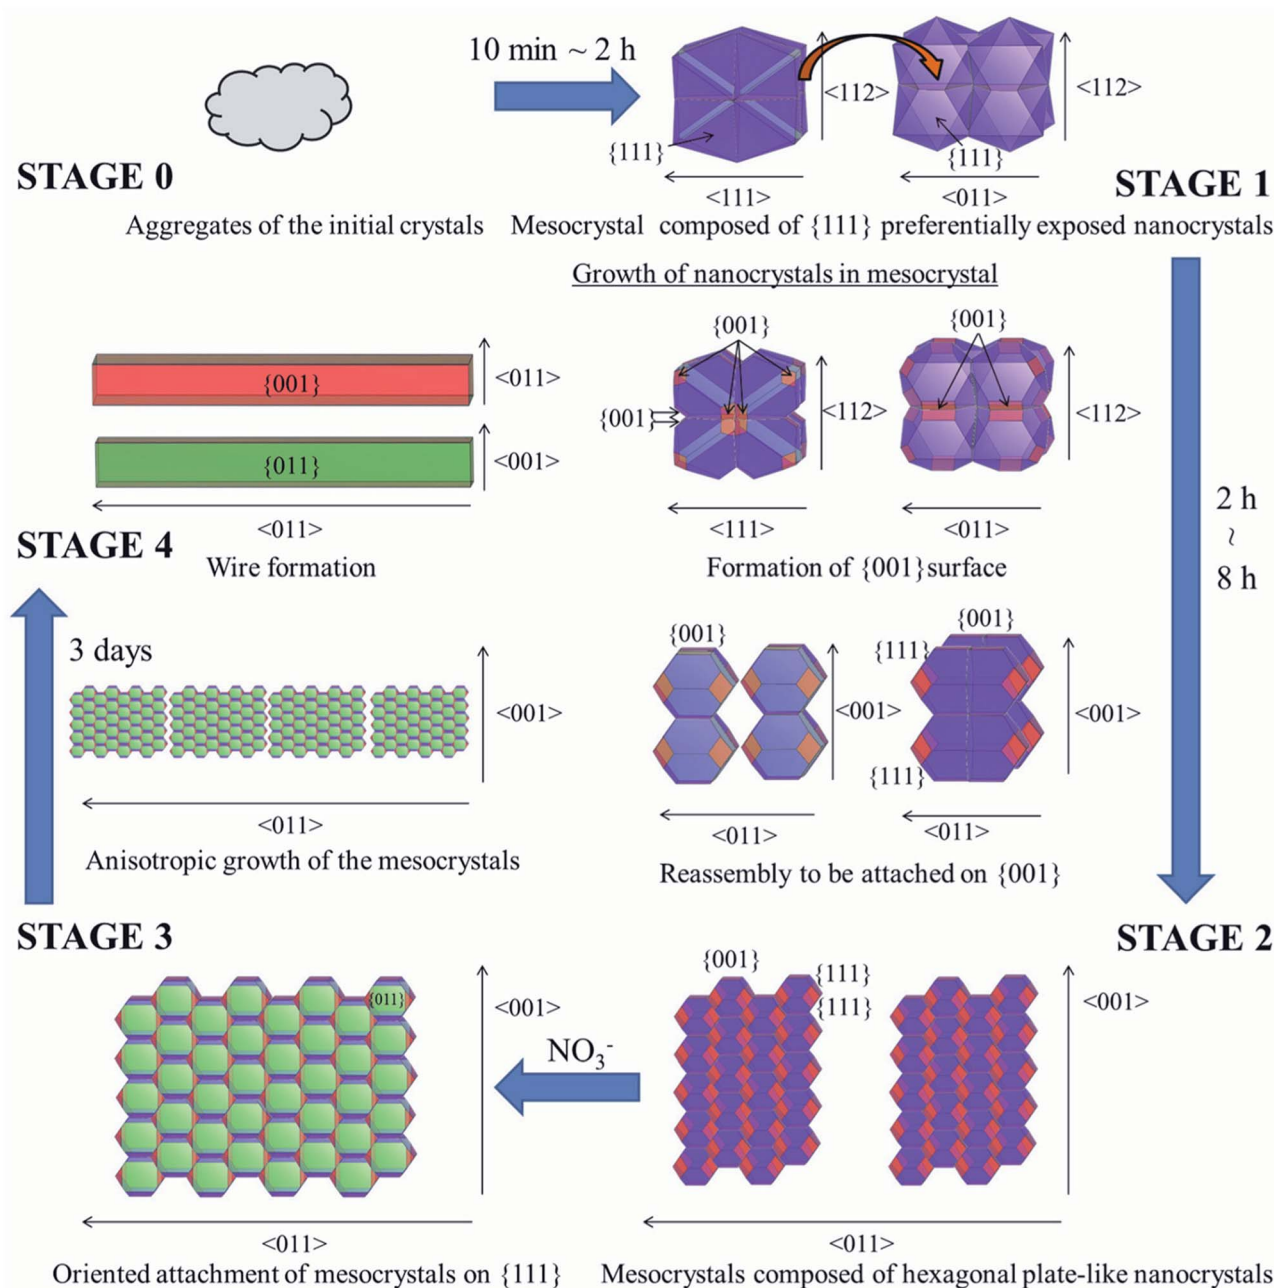 10 min ~ 2 h
<112>
<112>
{111}
{111}
STAGE 0
<111>
<011>
STAGE 1
Aggregates of the initial crystals
Mesocrystal composed of {111} preferentially exposed nanocrystals
Growth of nanocrystals in mesocrystal
{001}
{001}
{001}
<011>
{001}
<112>
<112>
{011}
<001>
2 h
~
8 h
<011>
<111>
<011>
STAGE 4
Wire formation
Formation of {001}surface
3 days
{001}
{001}
{111}
<001>
<001>
<001>
{111}
<011>
<011>
<011>
Anisotropic growth of the mesocrystals
Reassembly to be attached on {001}
STAGE 3
STAGE 2
{001}
{111}
{011}
<001>
{111}
<001>
NO3-
<011>
<011>
Oriented attachment of mesocrystals on {111}
Mesocrystals composed of hexagonal plate-like nanocrystals